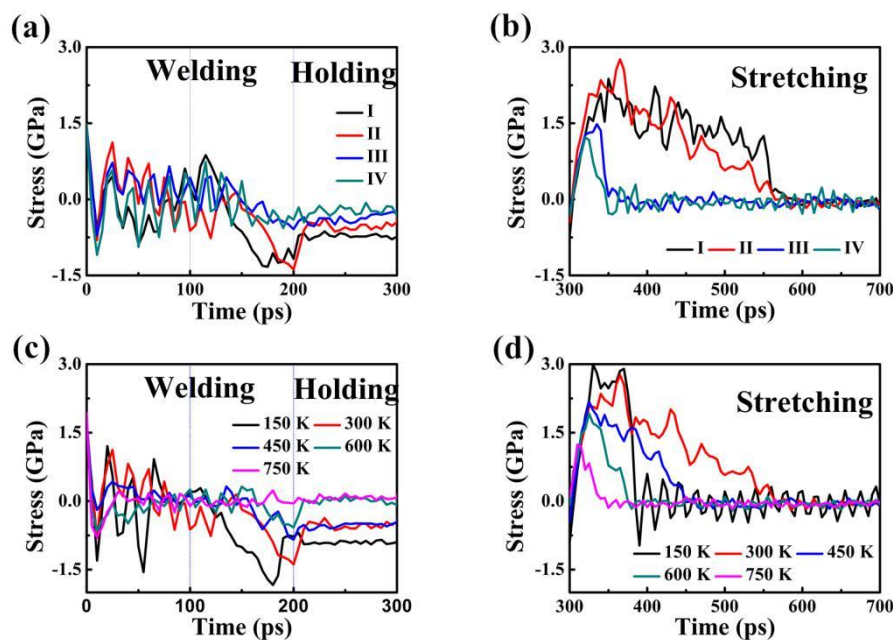 (a)
3.0
1.5
0.0
-1.5
Stress (GPa)
Welding
Holding
I
II
III
IV
0 100 200 300
Time (ps)
(b)
3.0
1.5
0.0
-1.5
Stress (GPa)
Stretching
I II III IV
300 400 500 600 700
Time (ps)
(c)
3.0
1.5
0.0
-1.5
Stress (GPa)
Welding
Holding
150 K 300 K
450 K 600 K
750 K
0 100 200 300
Time (ps)
(d)
3.0
1.5
0.0
-1.5
Stress (GPa)
Stretching
150 K 300 K 450 K
600 K 750 K
300 400 500 600 700
Time (ps)